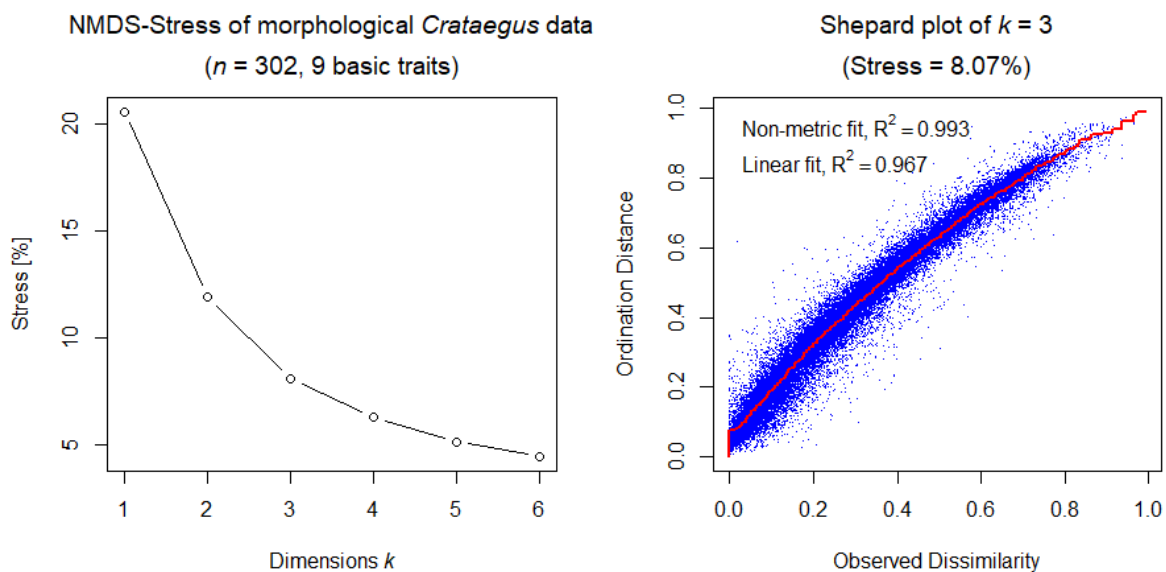 NMDS-Stress of morphological Crataegus data
(n = 302, 9 basic traits)
20
15
10
5
Stress [%]
1 2 3 4 5 6
Dimensions k
Shepard plot of k = 3
(Stress = 8.07%)
Non-metric fit, R² = 0.993
Linear fit, R² = 0.967
1.0
0.8
0.6
0.4
0.2
0.0
Ordination Distance
0.0 0.2 0.4 0.6 0.8 1.0
Observed Dissimilarity